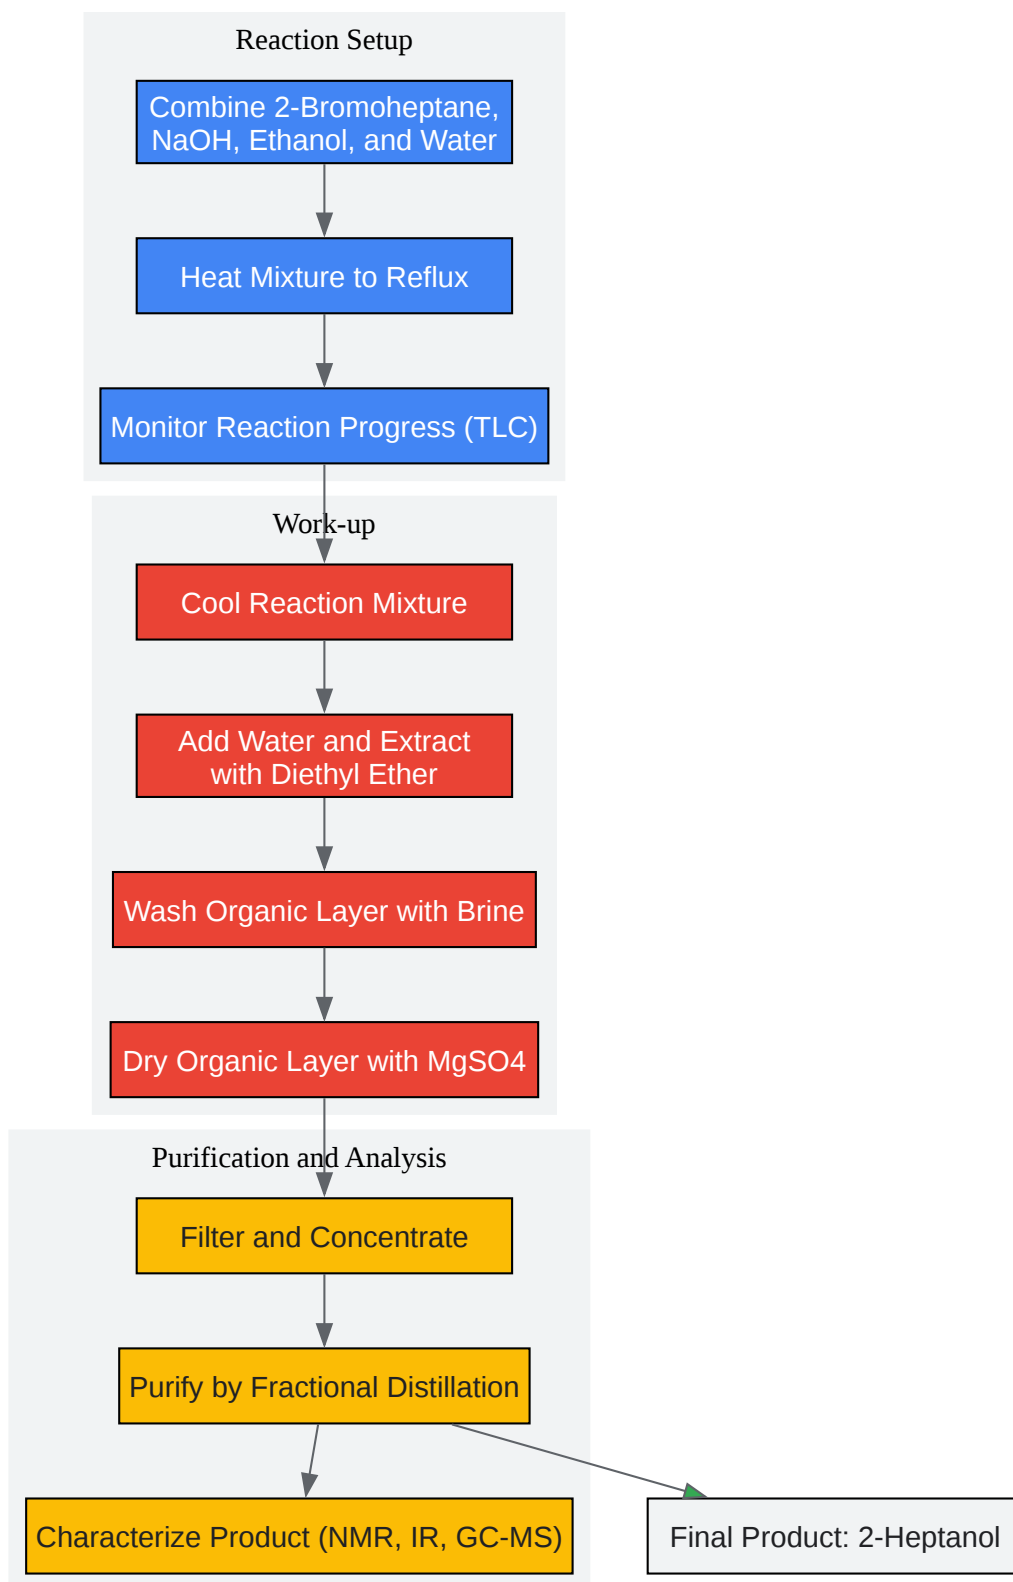 Reaction Setup
Combine 2-Bromoheptane,
NaOH, Ethanol, and Water
Heat Mixture to Reflux
Monitor Reaction Progress (TLC)
Work-up
Cool Reaction Mixture
Add Water and Extract
with Diethyl Ether
Wash Organic Layer with Brine
Dry Organic Layer with MgSO4
Purification and Analysis
Filter and Concentrate
Purify by Fractional Distillation
Characterize Product (NMR, IR, GC-MS)
Final Product: 2-Heptanol